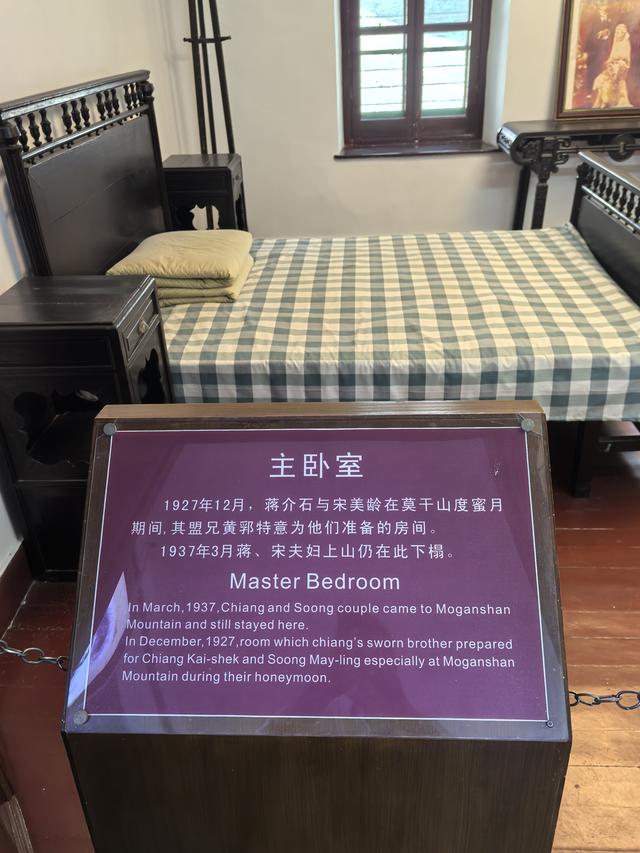 主卧室
1927年12月，蒋介石与宋美龄在莫干山度蜜月
期间,其盟兄黄郛特意为他们准备的房间。
1937年3月蒋、宋夫妇上山仍在此下榻。
Master Bedroom
In March,1937,Chiang and Soong couple came to Moganshan
Mountain and still stayed here.
In December,1927,room which chiang's sworn brother prepared
for Chiang Kai-shek and Soong May-ling especially at Moganshan
Mountain during their honeymoon.